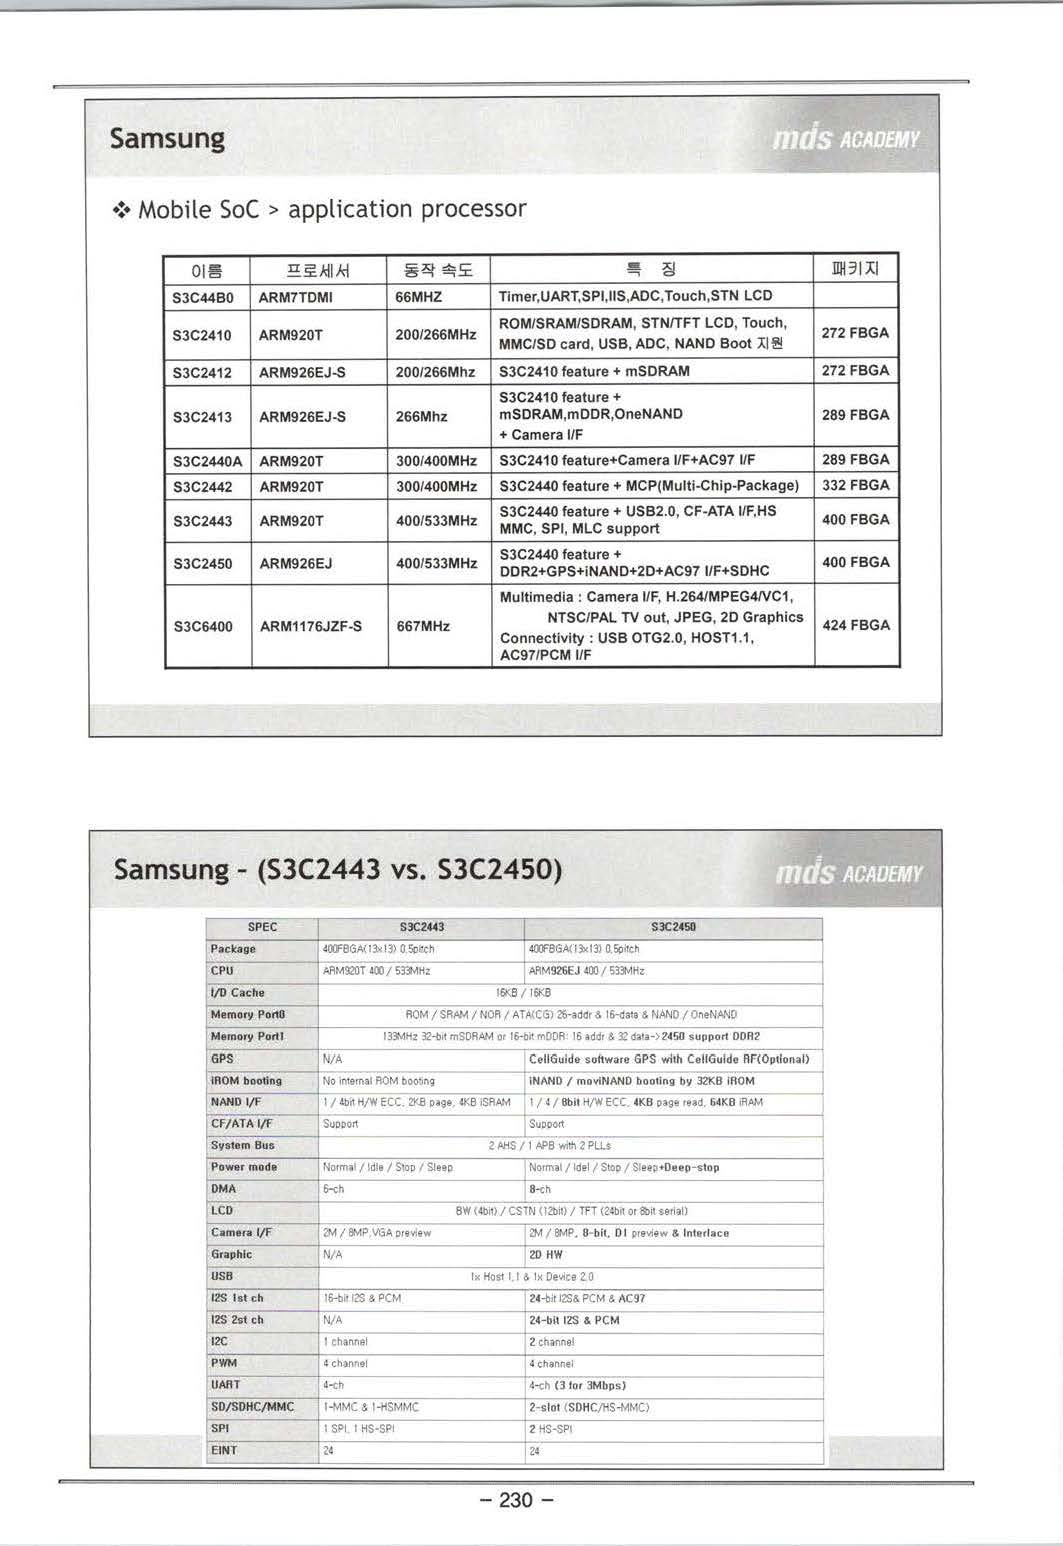 Samsung
mds ACADEMY
❖ Mobile SoC > application processor
이름 프로세서 동작 속도 특 징 패키지
S3C44B0 ARM7TDMI 66MHZ Timer,UART,SPI,IIS,ADC,Touch,STN LCD
S3C2410 ARM920T 200/266MHz ROM/SRAM/SDRAM, STN/TFT LCD, Touch,
MMC/SD card, USB, ADC, NAND Boot 지원 272 FBGA
S3C2412 ARM926EJ-S 200/266Mhz S3C2410 feature + mSDRAM 272 FBGA
S3C2413 ARM926EJ-S 266Mhz S3C2410 feature +
mSDRAM,mDDR,OneNAND 289 FBGA
+ Camera I/F
S3C2440A ARM920T 300/400MHz S3C2410 feature+Camera I/F+AC97 I/F 289 FBGA
S3C2442 ARM920T 300/400MHz S3C2440 feature + MCP(Multi-Chip-Package) 332 FBGA
S3C2443 ARM920T 400/533MHz S3C2440 feature + USB2.0, CF-ATA I/F,HS
MMC, SPI, MLC support 400 FBGA
S3C2450 ARM926EJ 400/533MHz S3C2440 feature +
DDR2+GPS+iNAND+2D+AC97 I/F+SDHC 400 FBGA
S3C6400 ARM1176JZF-S 667MHz Multimedia : Camera I/F, H.264/MPEG4/VC1,
NTSC/PAL TV out, JPEG, 2D Graphics 424 FBGA
Connectivity : USB OTG2.0, HOST1.1,
AC97/PCM I/F
Samsung - (S3C2443 vs. S3C2450)
mds ACADEMY
SPEC S3C2443 S3C2450
Package 400FBGA(13x13) 0.5pitch 400FBGA(13x13) 0.5pitch
CPU ARM920T 400 / 533MHz ARM926EJ 400 / 533MHz
I/D Cache 16KB / 16KB
Memory Port0 ROM / SRAM / NOR / ATA(CG) 26-addr & 16-data & NAND / OneNAND
Memory Port1 133MHz 32-bit mSDRAM or 16-bit mDDR: 16 addr & 32 data-> 2450 support DDR2
GPS N/A CellGuide software GPS with CellGuide RF(Optional)
iROM booting No internal ROM booting iNAND / moviNAND booting by 32KB iROM
NAND I/F 1 / 4bit H/W ECC, 2KB page, 4KB iSRAM 1 / 4 / 8bit H/W ECC, 4KB page read, 64KB iRAM
CF/ATA I/F Support Support
System Bus 2 AHS / 1 APB with 2 PLLs
Power mode Normal / Idle / Stop / Sleep Normal / Idel / Stop / Sleep+Deep-stop
DMA 6-ch 8-ch
LCD BW (4bit) / CSTN (12bit) / TFT (24bit or 8bit serial)
Camera I/F 2M / 8MP,VGA preview 2M / 8MP, 8-bit, D1 preview & Interlace
Graphic N/A 2D HW
USB 1x Host 1.1 & 1x Device 2.0
I2S 1st ch 16-bit I2S & PCM 24-bit I2S& PCM & AC97
I2S 2st ch N/A 24-bit I2S & PCM
I2C 1 channel 2 channel
PWM 4 channel 4 channel
UART 4-ch 4-ch (3 for 3Mbps)
SD/SDHC/MMC 1-MMC & 1-HSMMC 2-slot (SDHC/HS-MMC)
SPI 1 SPI, 1 HS-SPI 2 HS-SPI
EINT 24 24
- 230 -